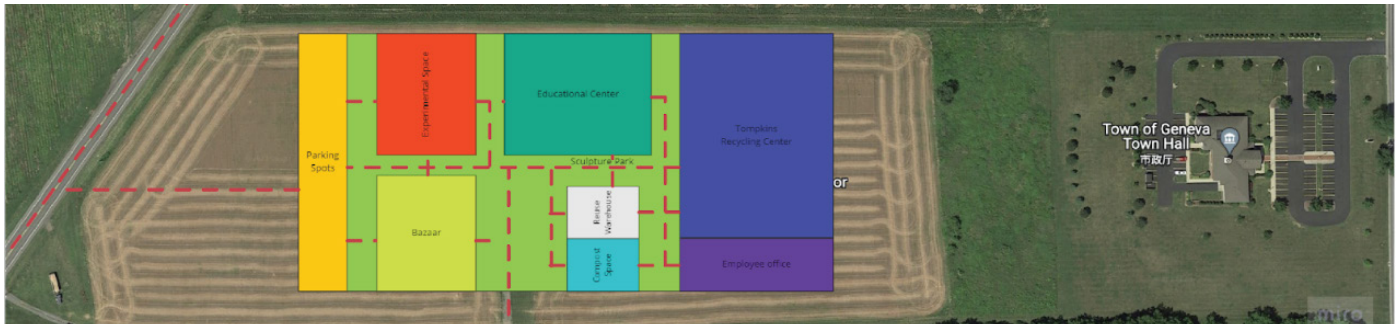 Parking
Spots
Experimental Space
Bazaar
Educational Center
Sculpture Park
Reuse
Warehouse
Compost
Space
Tompkins
Recycling Center
Employee office
or
Town of Geneva
Town Hall
市政厅